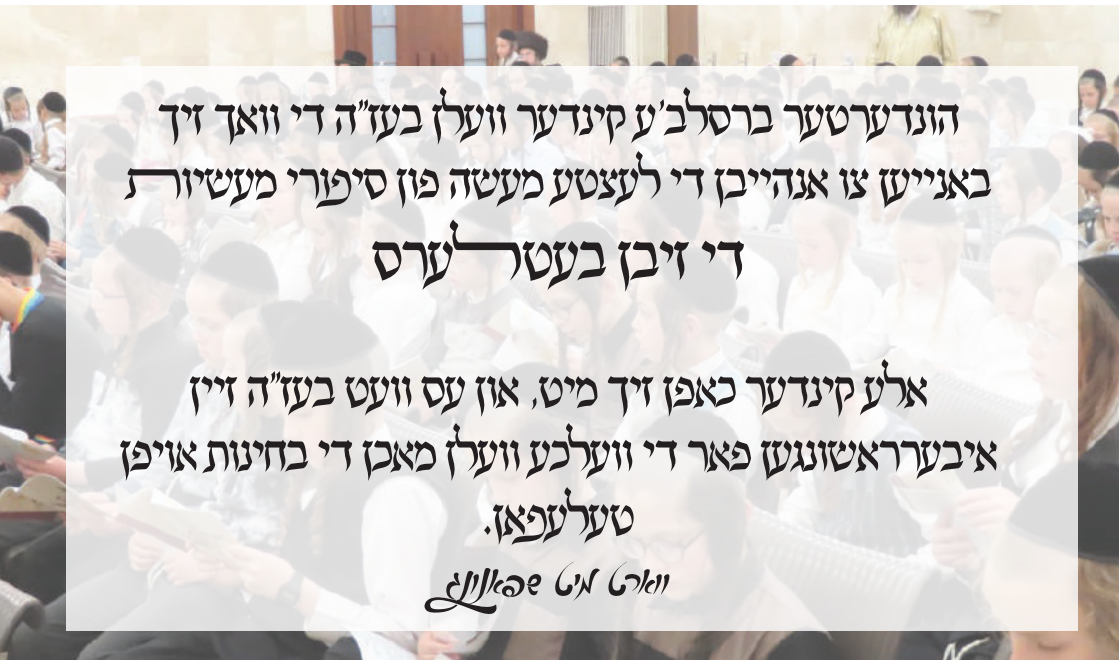 הונדערטער ברסלב'ע קינדער וועלן בעז"ה די וואך זיך
באנייען צו אנהייבן די לעצטע מעשה פון סיפורי מעשיות
די זיבן בעטלערס
אלע קינדער כאפן זיך מיט, און עס וועט בעז"ה זיין
איבערראשונגען פאר די וועלכע וועלן מאכן די בחינות אויפן
טעלעפאן.
ווארט מיט שפאנונג